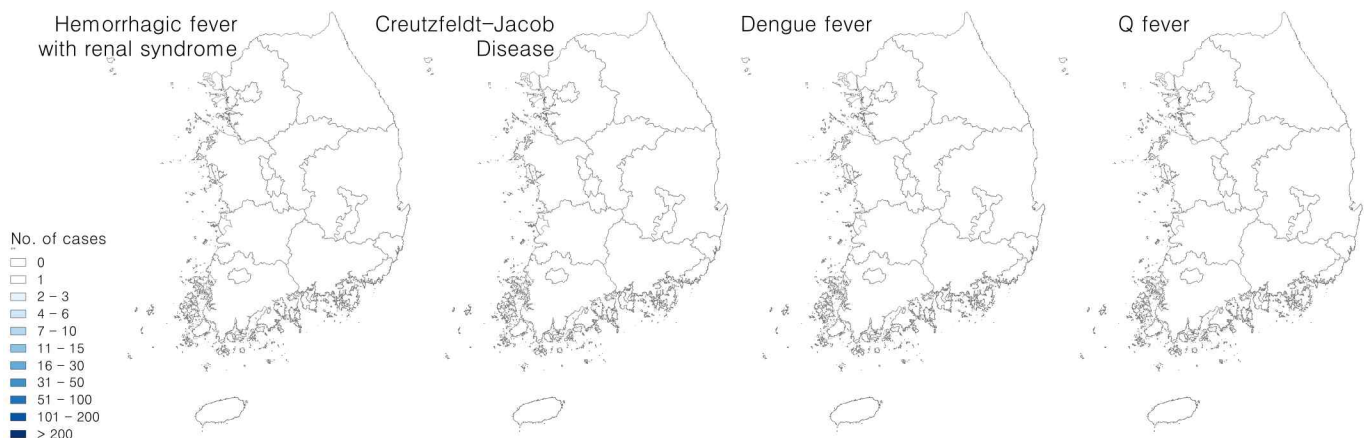 Hemorrhagic fever
with renal syndrome
Creutzfeldt-Jacob
Disease
Dengue fever
Q fever
No. of cases
0
1
2 - 3
4 - 6
7 - 10
11 - 15
16 - 30
31 - 50
51 - 100
101 - 200
> 200